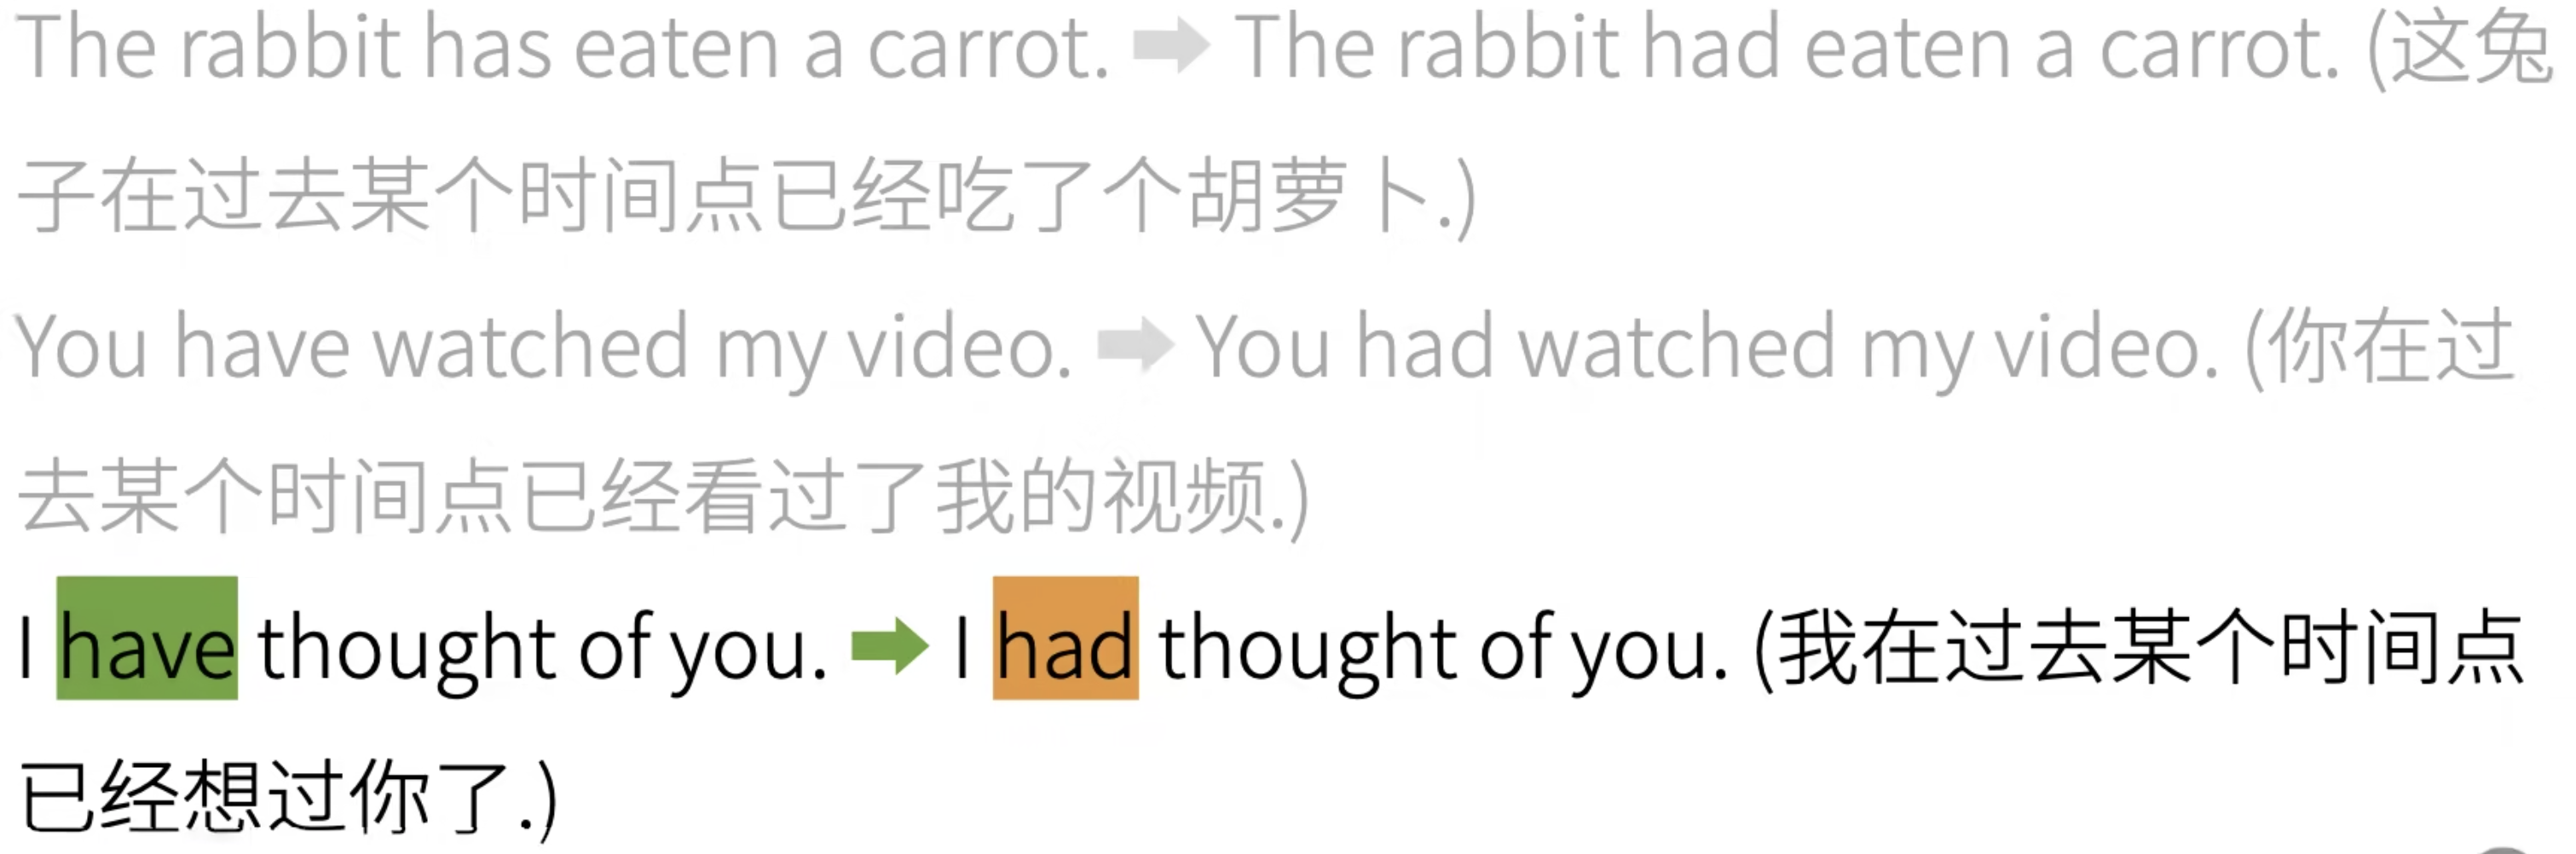 The rabbit has eaten a carrot. ➡ The rabbit had eaten a carrot. (这兔
子在过去某个时间点已经吃了个胡萝卜.)
You have watched my video. ➡ You had watched my video. (你在过
去某个时间点已经看过了我的视频.)
I have thought of you. ➡ I had thought of you. (我在过去某个时间点
已经想过你了.)